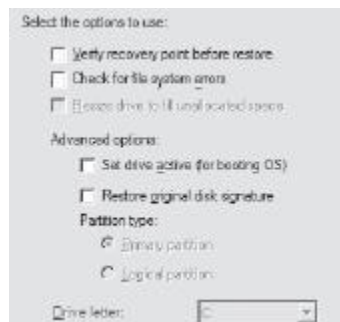 Select the options to use:
Verify recovery point before restore
Check for file system errors
Resize drive to fill unallocated space
Advanced options:
Set drive active (for booting OS)
Restore original disk signature
Partition type:
Primary partition
Logical partition
Drive letter: C: